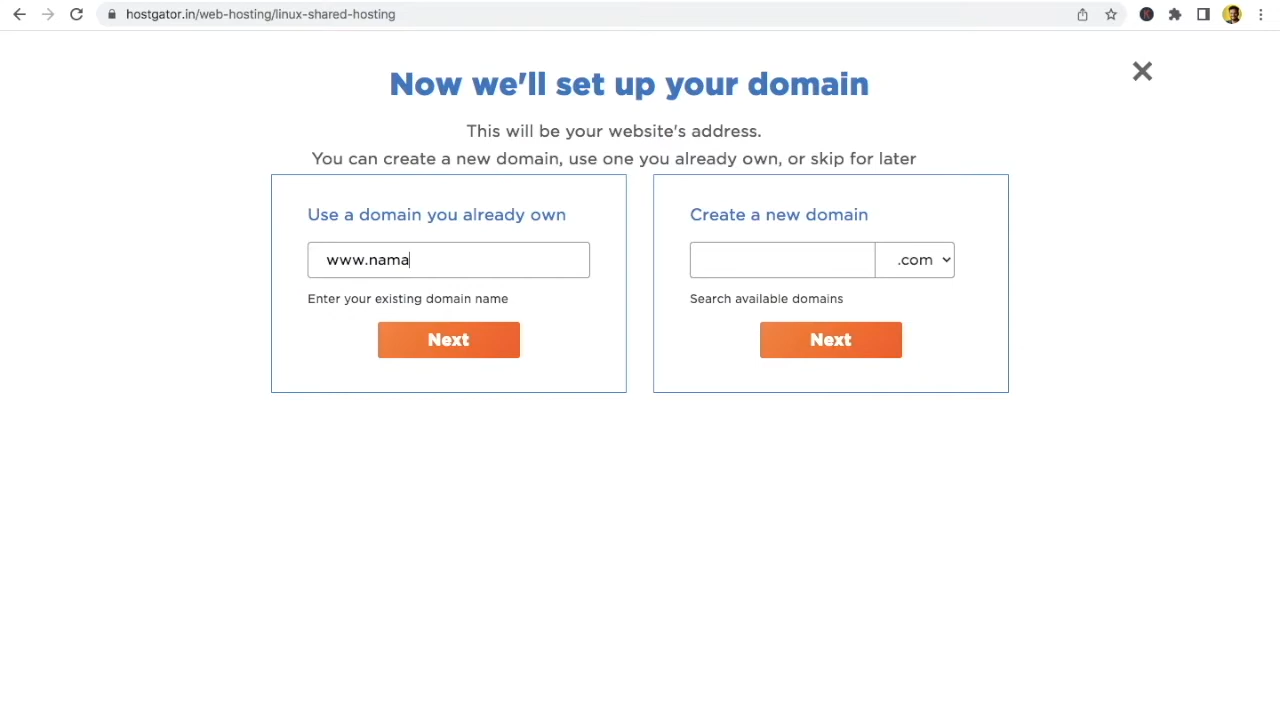 hostgator.in/web-hosting/linux-shared-hosting
Now we'll set up your domain
This will be your website's address.
You can create a new domain, use one you already own, or skip for later
Use a domain you already own
www.nama
Enter your existing domain name
Next
Create a new domain
.com
Search available domains
Next